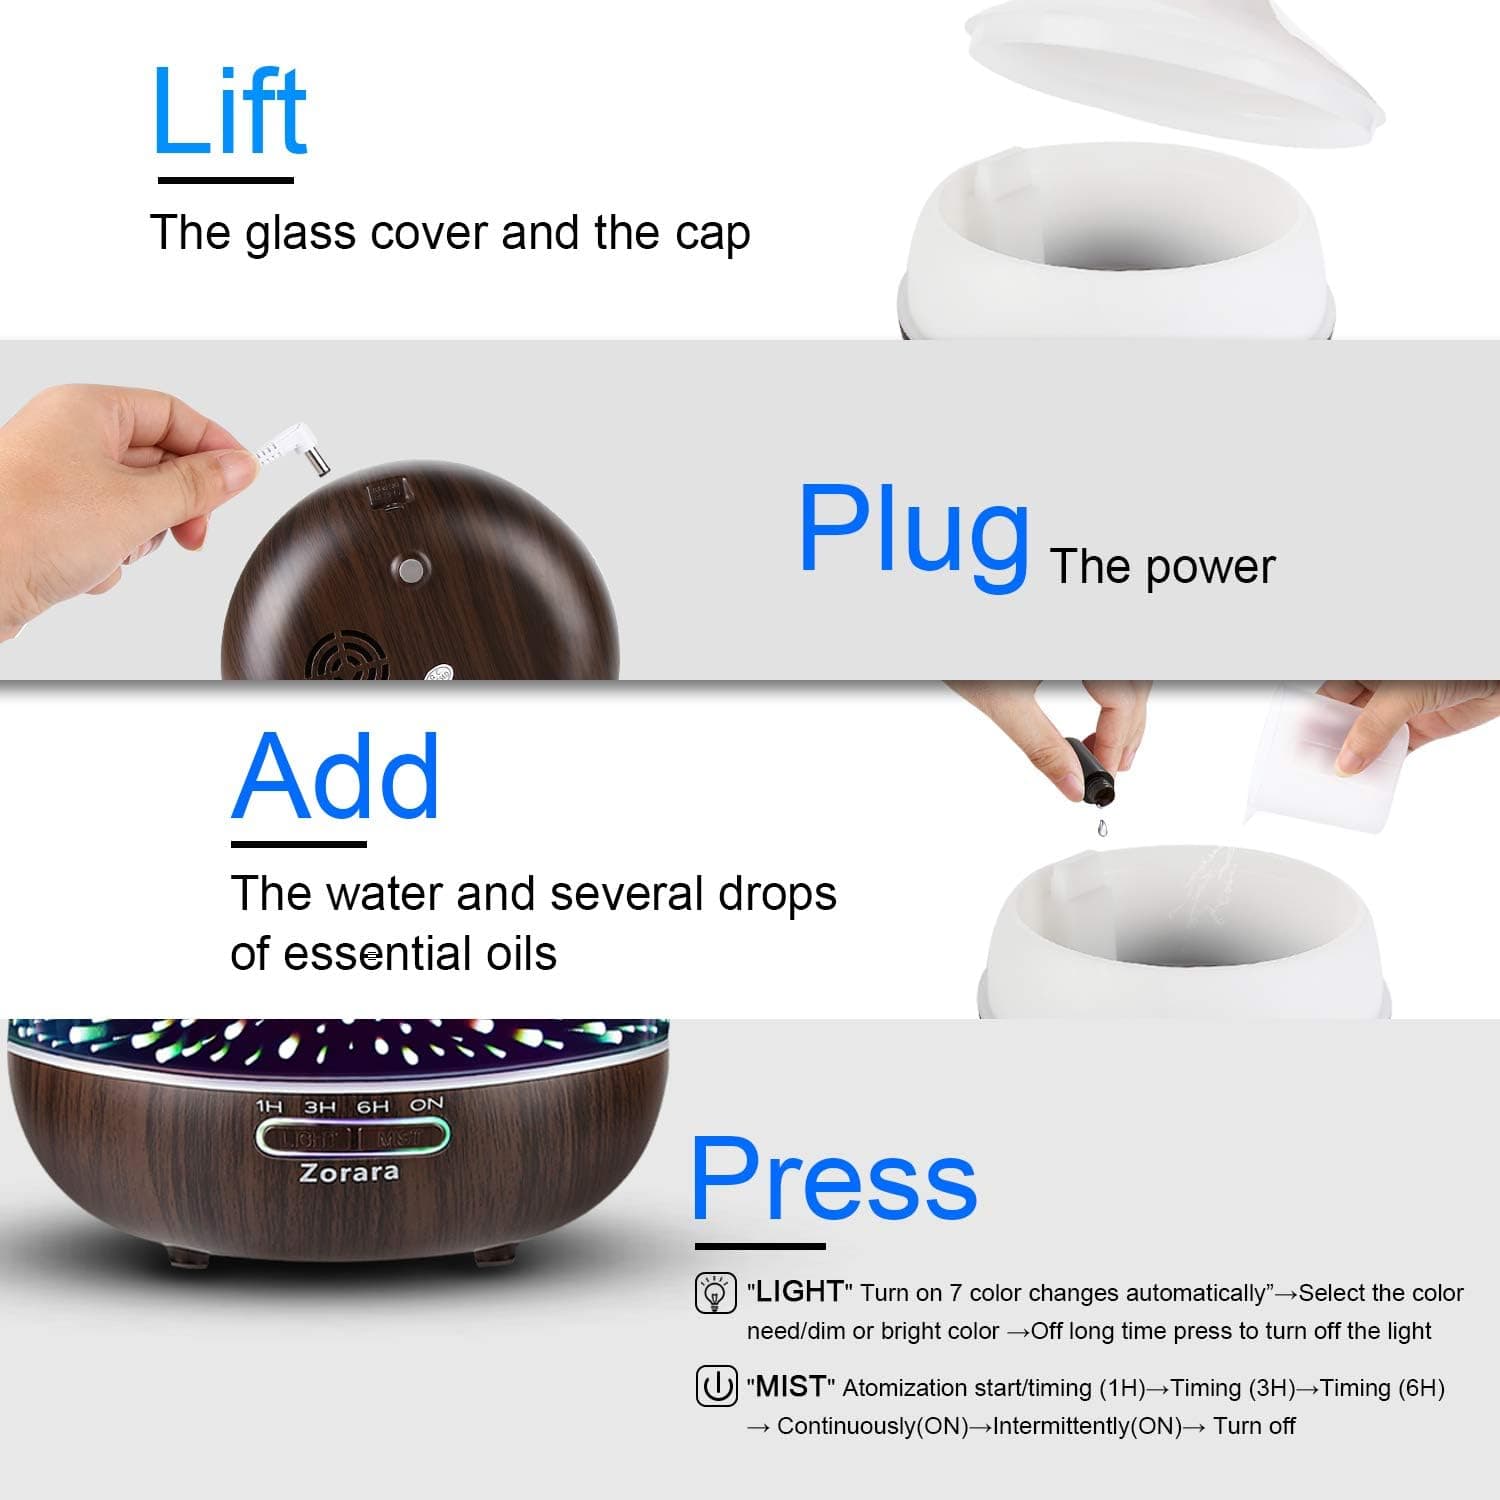 Lift
The glass cover and the cap
Plug The power
Add
The water and several drops
of essential oils
1H 3H 6H ON
LIGHT MIST
Zorara
Press
"LIGHT" Turn on 7 color changes automatically”→Select the color
need/dim or bright color →Off long time press to turn off the light
"MIST" Atomization start/timing (1H)→Timing (3H)→Timing (6H)
→ Continuously(ON)→Intermittently(ON)→ Turn off